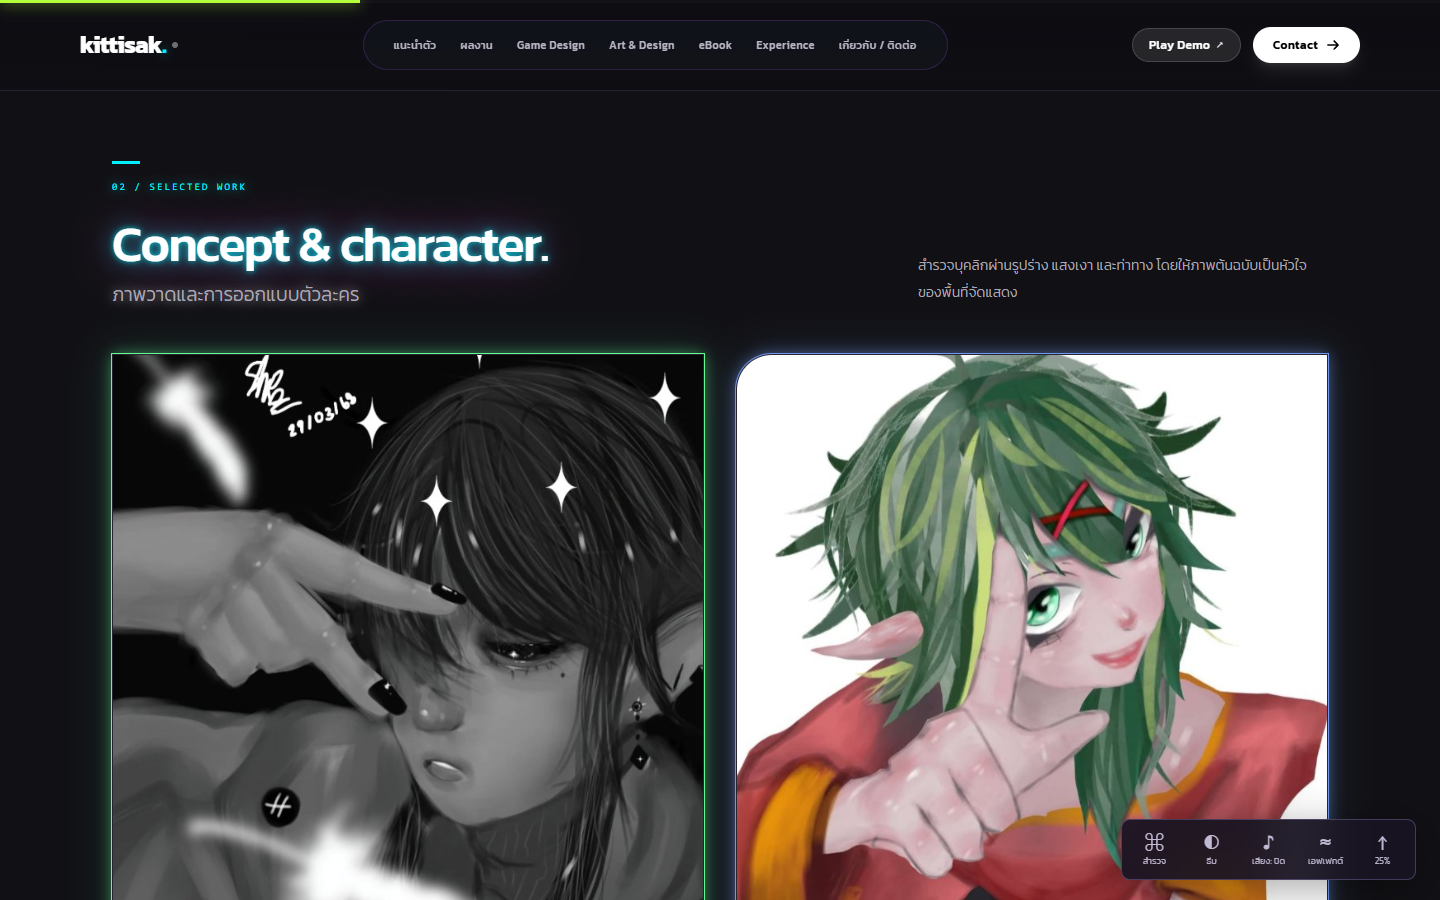 kittisak.
แนะนำตัว
ผลงาน
Game Design
Art & Design
eBook
Experience
เกี่ยวกับ / ติดต่อ
Play Demo ↗
Contact →
02 / SELECTED WORK
Concept & character.
ภาพวาดและการออกแบบตัวละคร
สำรวจบุคลิกผ่านรูปร่าง แสงเงา และท่าทาง โดยให้ภาพต้นฉบับเป็นหัวใจ
ของพื้นที่จัดแสดง
29/03/63
#
สำรวจ
ธีม
เสียง: ปิด
เอฟเฟกต์
25%